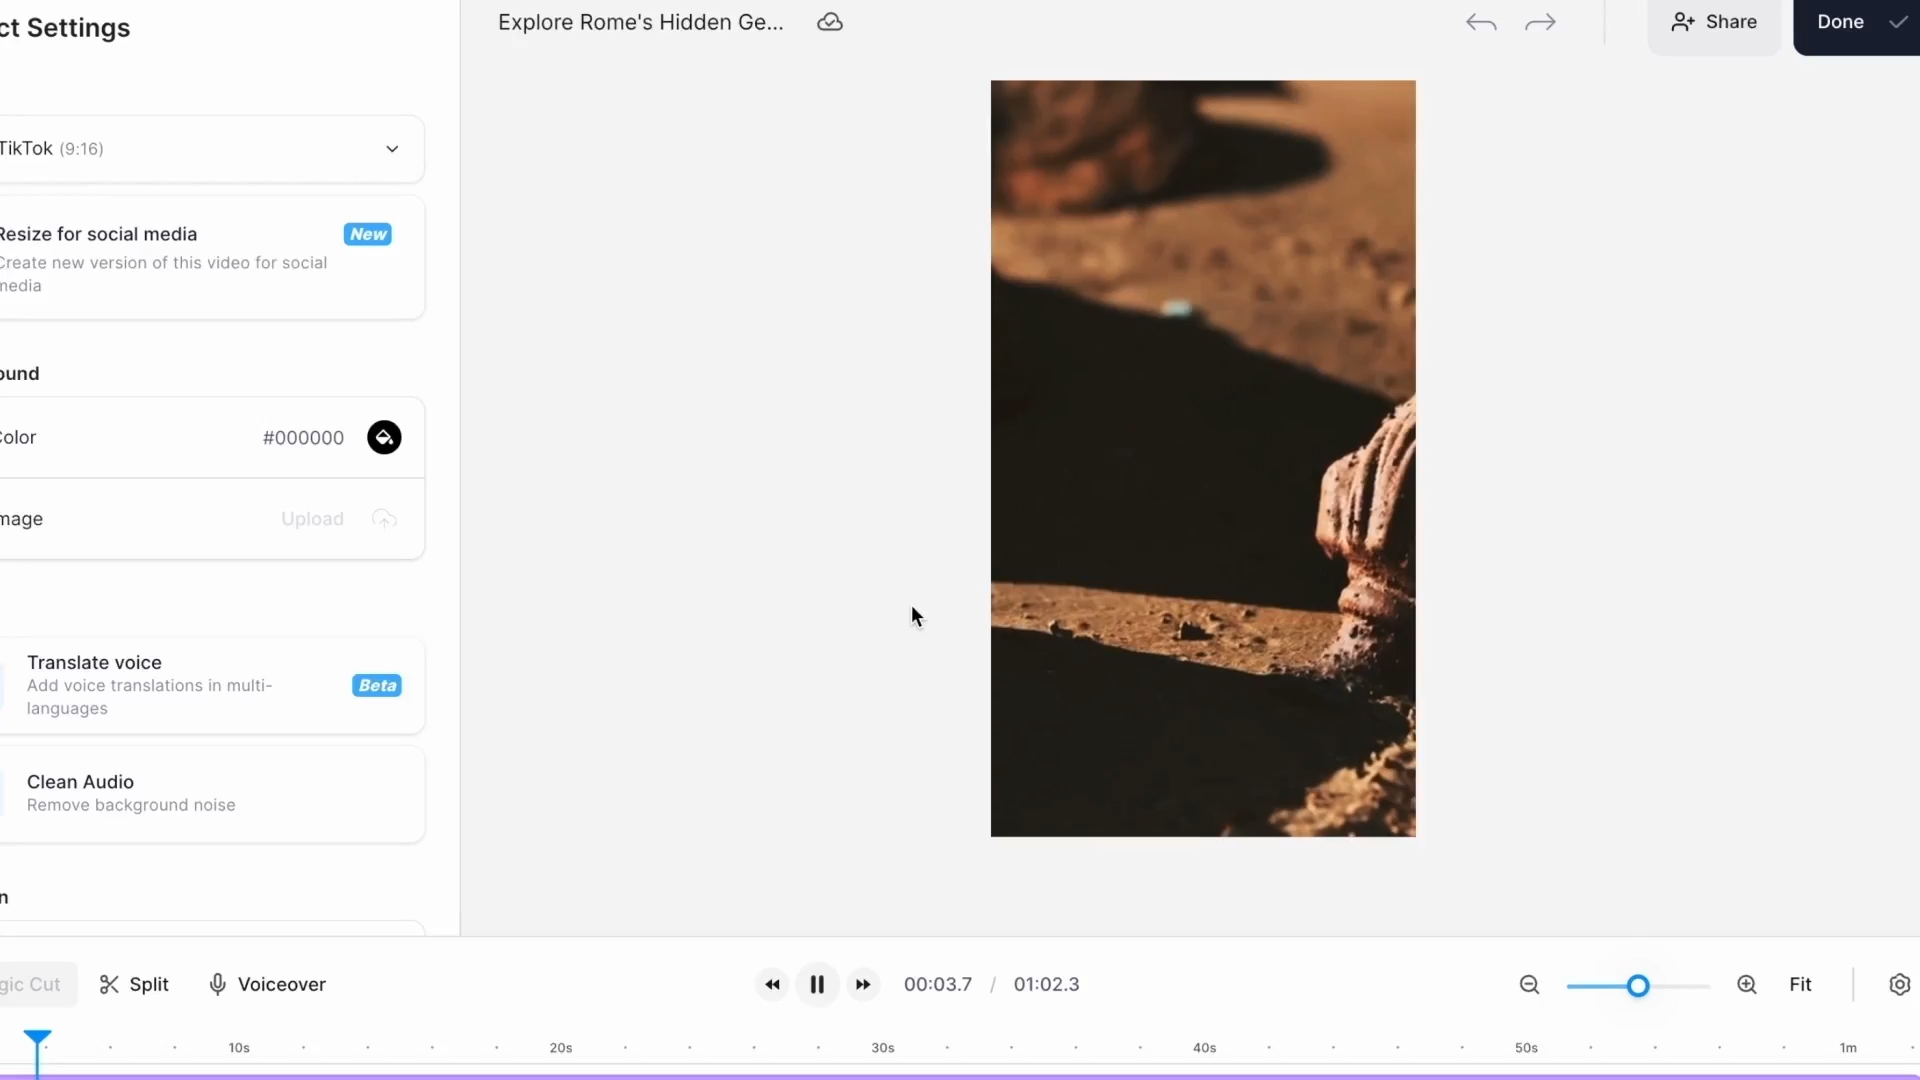 ct Settings
Explore Rome's Hidden Ge...
Share
Done
TikTok (9:16)
Resize for social media
New
Create new version of this video for social
media
ound
Color
#000000
mage
Upload
Translate voice
Add voice translations in multi-
languages
Beta
Clean Audio
Remove background noise
n
gic Cut
Split
Voiceover
00:03.7 / 01:02.3
Fit
10s 20s 30s 40s 50s 1m